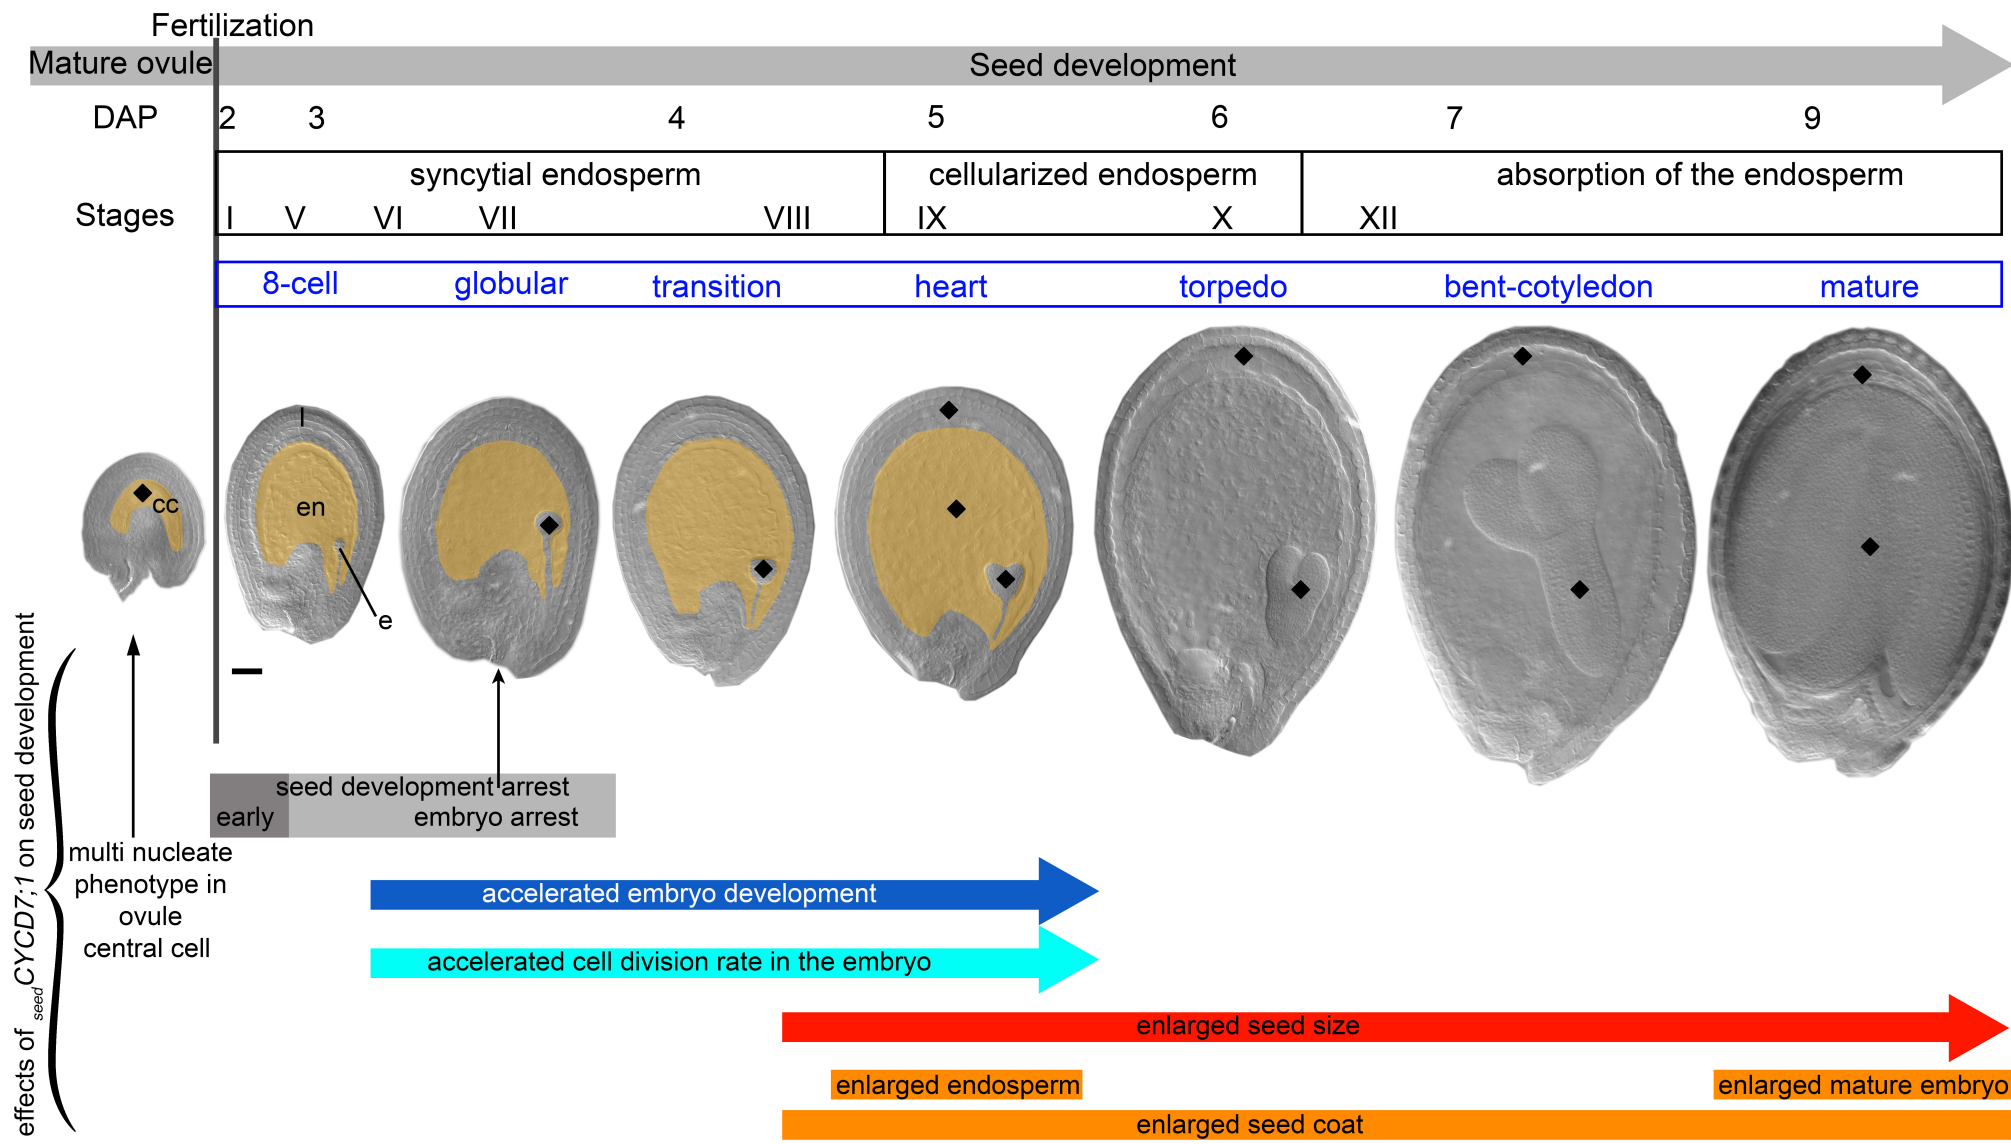 Fertilization
Mature ovule
Seed development
DAP 2 3 4 5 6 7 9
syncytial endosperm cellularized endosperm absorption of the endosperm
Stages I V VI VII VIII IX X XII
8-cell globular transition heart torpedo bent-cotyledon mature
I
cc
en
e
seed development arrest
early embryo arrest
multi nucleate
phenotype in
ovule
central cell
effects of seedCYCD7;1 on seed development
accelerated embryo development
accelerated cell division rate in the embryo
enlarged seed size
enlarged endosperm enlarged mature embryo
enlarged seed coat